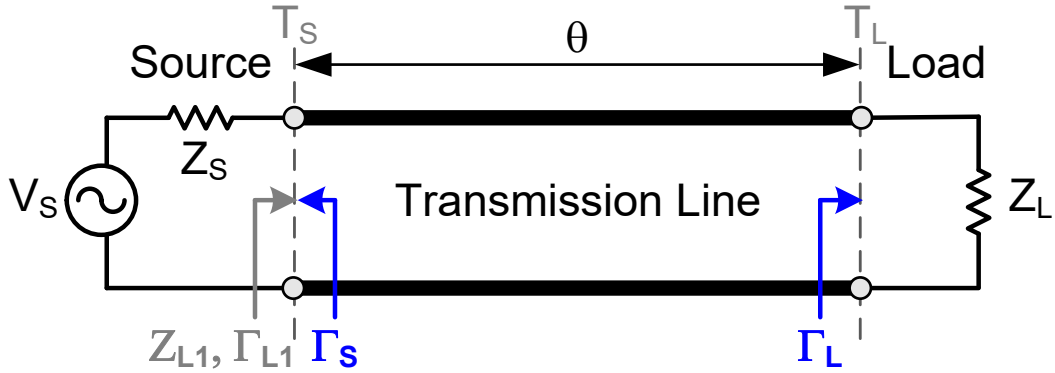 T_S
θ
T_L
Source
Load
Z_S
V_S
Transmission Line
Z_L
Z_L1, Γ_L1
Γ_S
Γ_L